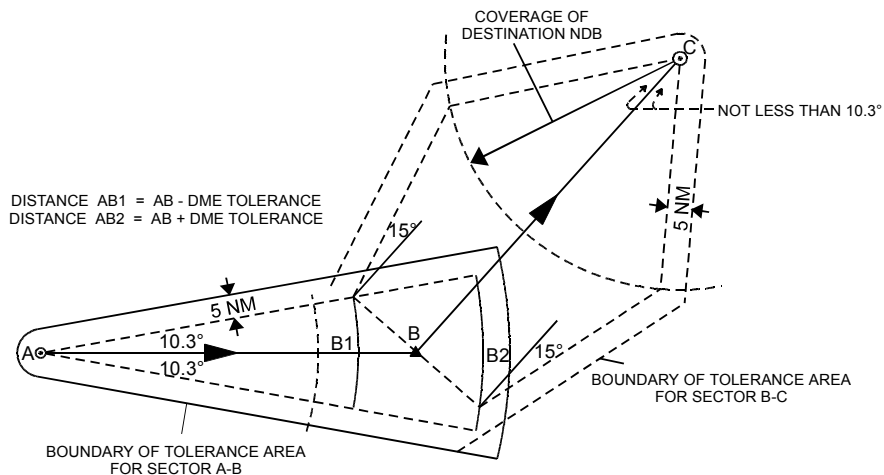 COVERAGE OF
DESTINATION NDB
C
NOT LESS THAN 10.3°
DISTANCE AB1 = AB - DME TOLERANCE
DISTANCE AB2 = AB + DME TOLERANCE
15°
5 NM
5 NM
A
10.3°
10.3°
B1
B
B2
15°
BOUNDARY OF TOLERANCE AREA
FOR SECTOR B-C
BOUNDARY OF TOLERANCE AREA
FOR SECTOR A-B